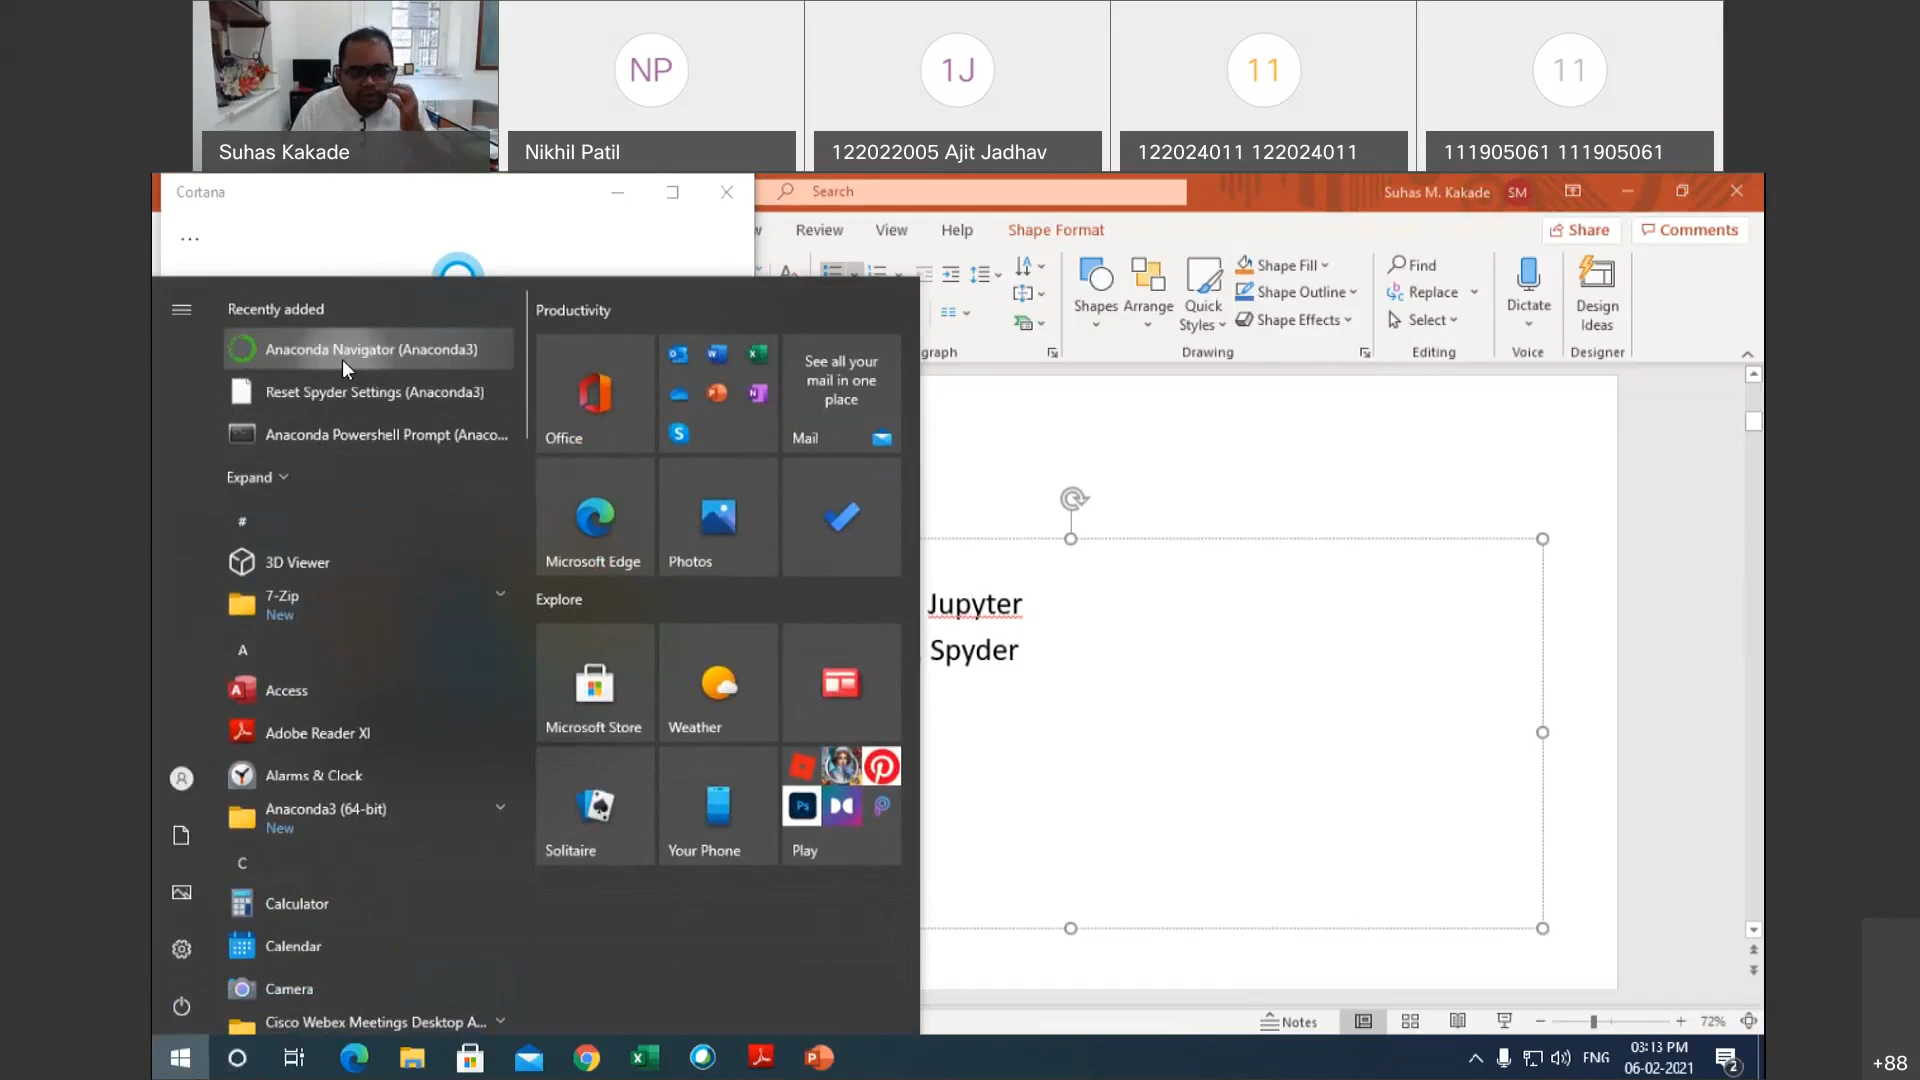 NP
1J
11
11
Suhas Kakade
Nikhil Patil
122022005 Ajit Jadhav
122024011 122024011
111905061 111905061
Cortana
Search
Suhas M. Kakade
SM
Review
View
Help
Shape Format
Share
Comments
Shape Fill
Shape Outline
Shape Effects
Shapes
Arrange
Quick
Styles
Find
Replace
Select
Dictate
Design
Ideas
graph
Drawing
Editing
Voice
Designer
Recently added
Anaconda Navigator (Anaconda3)
Reset Spyder Settings (Anaconda3)
Anaconda Powershell Prompt (Anaco...
Expand
#
3D Viewer
7-Zip
New
A
Access
Adobe Reader XI
Alarms & Clock
Anaconda3 (64-bit)
New
C
Calculator
Calendar
Camera
Cisco Webex Meetings Desktop A...
Productivity
Office
See all your
mail in one
place
Mail
Microsoft Edge
Photos
Explore
Microsoft Store
Weather
Solitaire
Your Phone
Play
Jupyter
Spyder
Notes
72%
ENG
03:13 PM
06-02-2021
2
+88